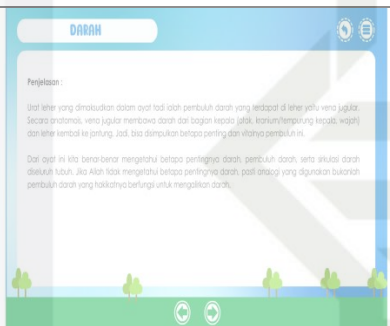 DARAH
Penjelasan :
Urat leher yang dimaksudkan dalam ayat tadi ialah pembuluh darah yang terdapat di leher yaitu vena jugular.
Secara anatomais, vena jugular membawa darah dari bagian kepala (otak, kranium/tempurung kepala, wajah)
dan leher kembali ke jantung. Jadi, bisa disimpulkan betapa penting dan vitalnya pembuluh ini.
Dari ayat ini kita benar-benar mengetahui betapa pentingnya darah, pembuluh darah, serta sirkulasi darah
diseluruh tubuh. Jika Allah tidak mengetahui betapa pentingnya darah, pasti analogi yang digunakan bukanlah
pembuluh darah yang hakikatnya berfungsi untuk mengalirkan darah.